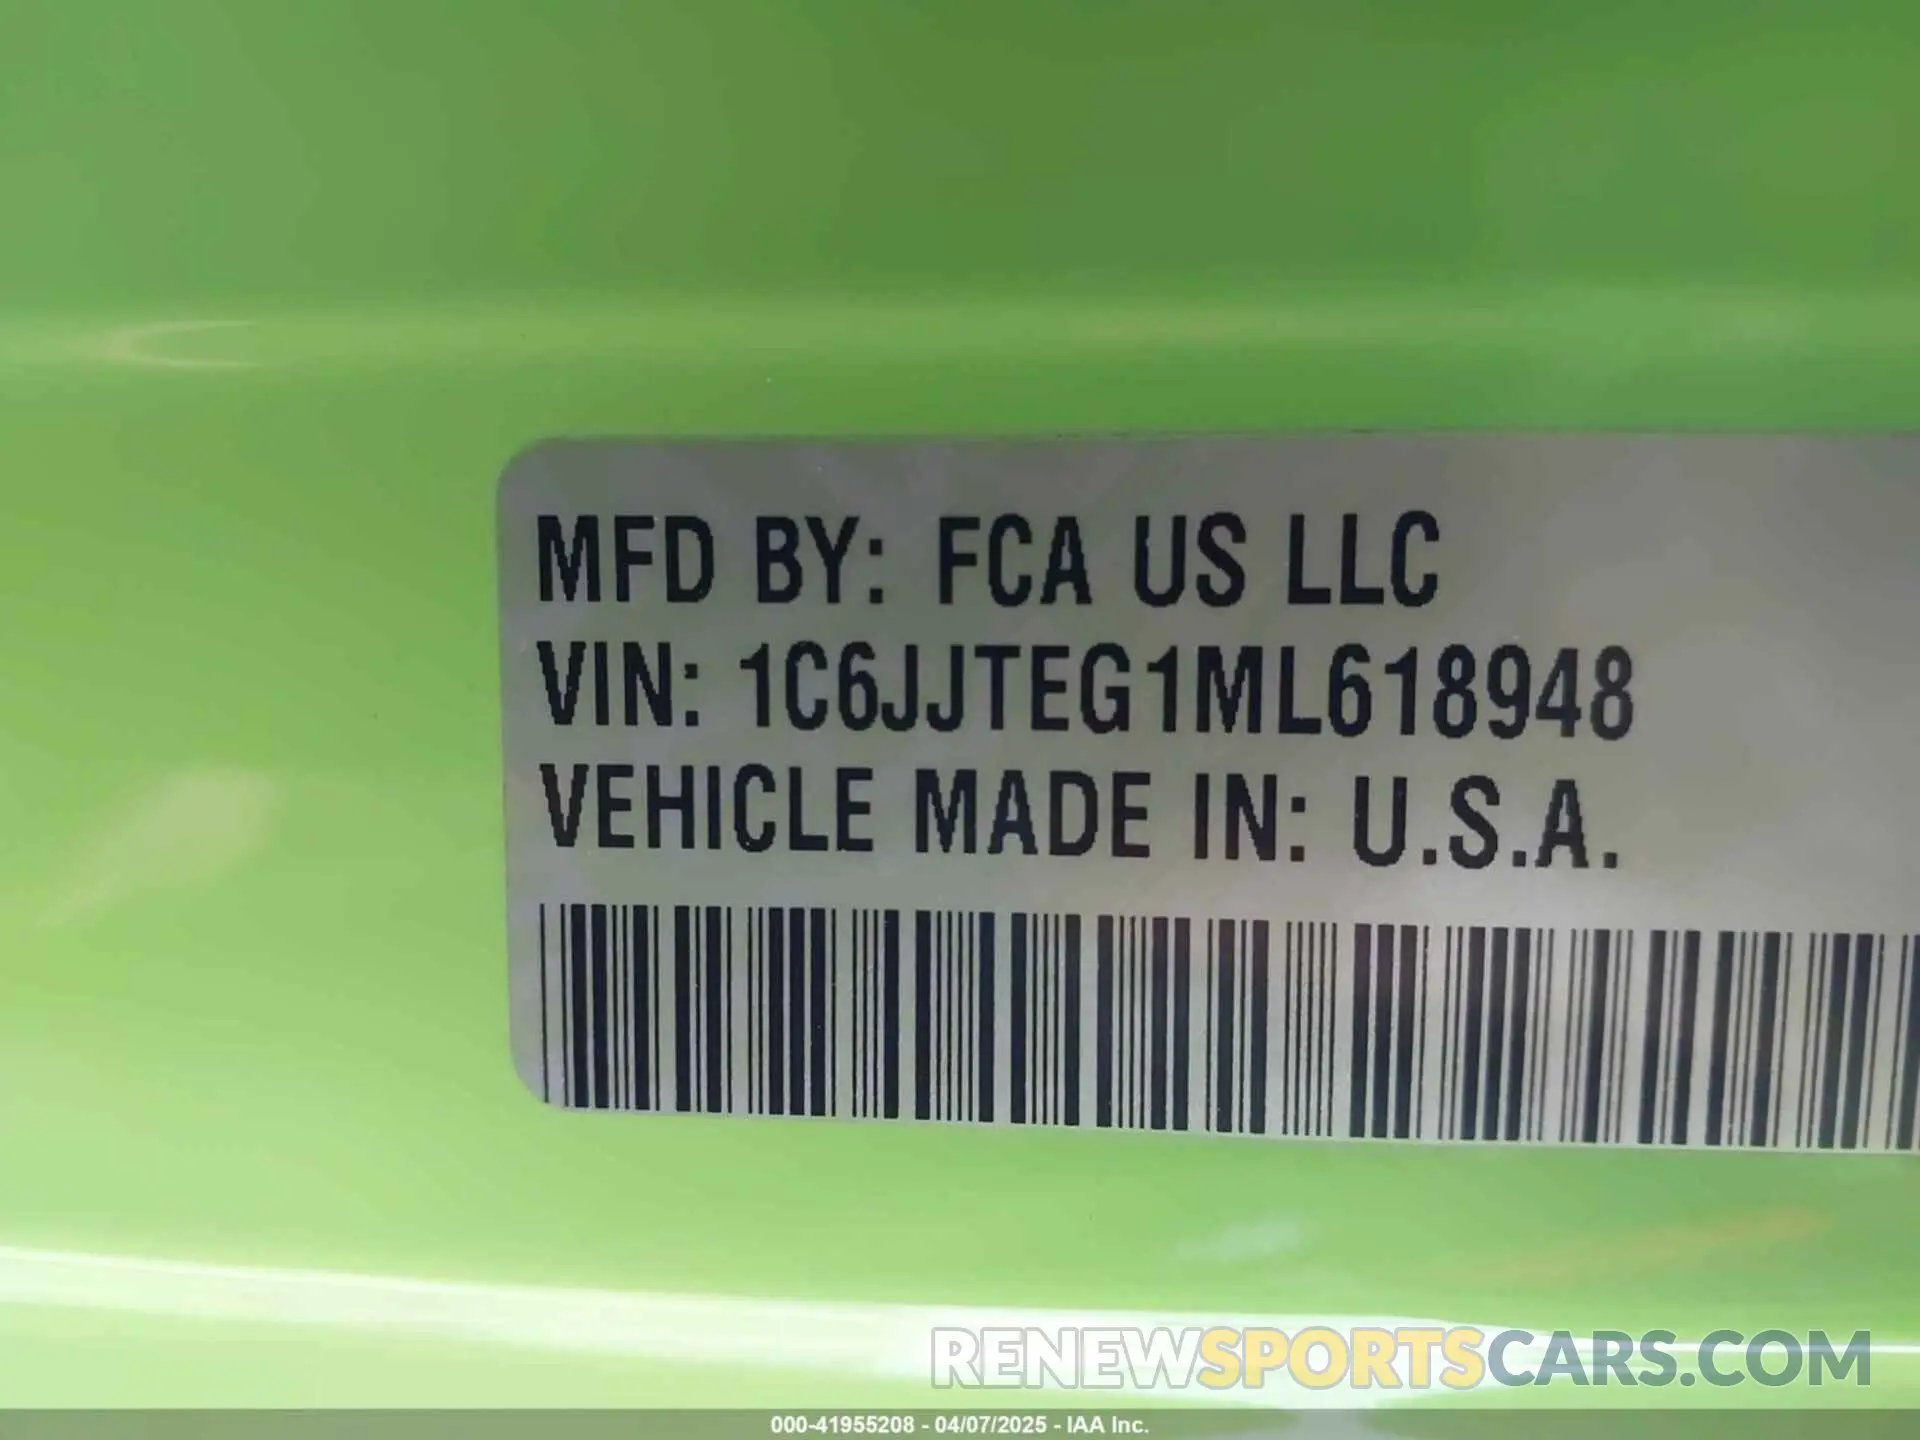 MFD BY: FCA US LLC
VIN: 1C6JJTEG1ML618948
VEHICLE MADE IN: U.S.A.
RENEWSPORTSCARS.COM
000-41955208 - 04/07/2025 - IAA Inc.